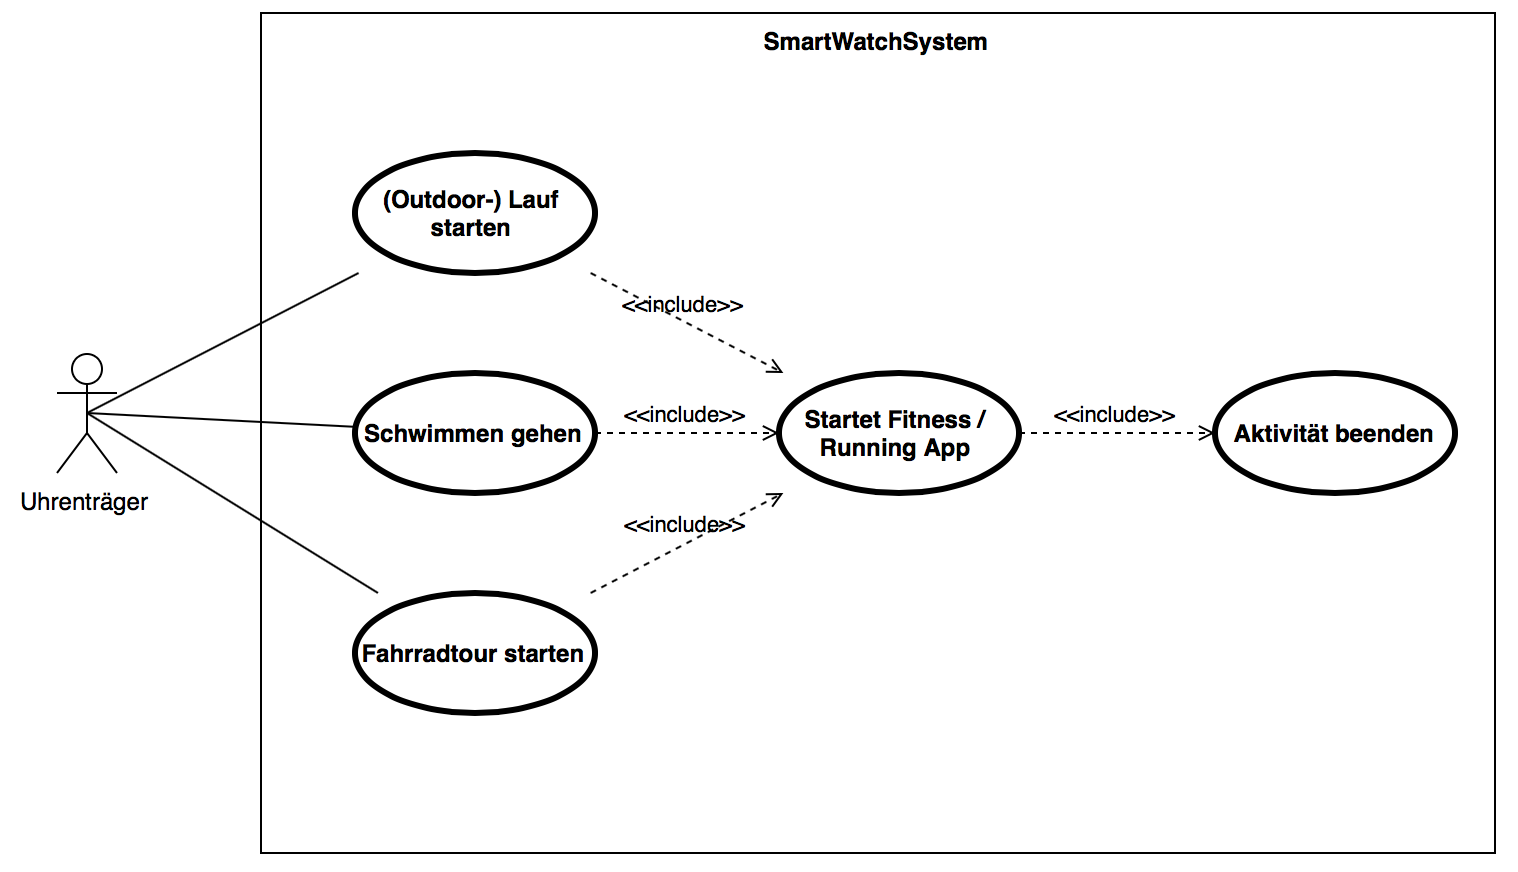 SmartWatchSystem
(Outdoor-) Lauf
starten
<<include>>
Schwimmen gehen
<<include>>
Startet Fitness /
Running App
<<include>>
Aktivität beenden
Uhrenträger
<<include>>
Fahrradtour starten